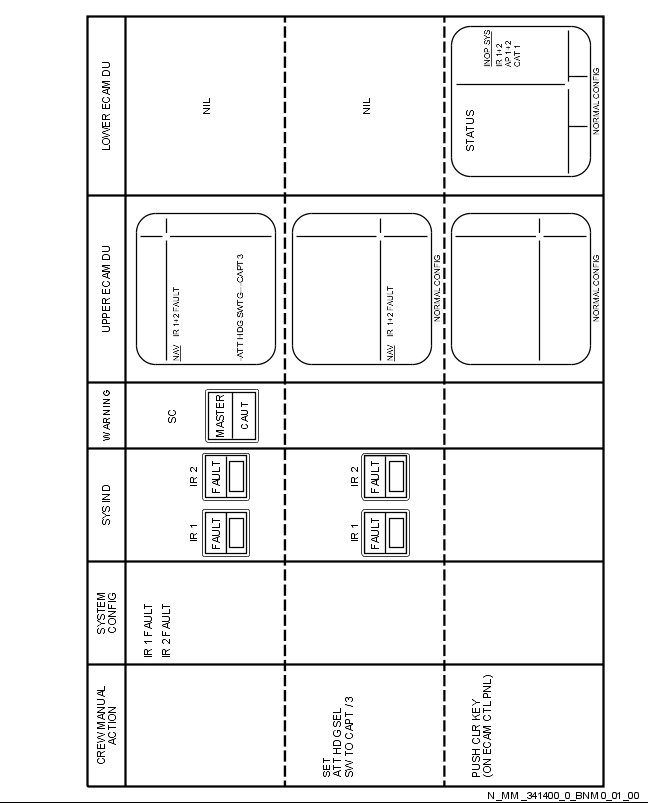 CREW MANUAL
ACTION
SYSTEM
CONFIG
SYS IND
WARNING
UPPER ECAM DU
LOWER ECAM DU
IR 1 FAULT
IR 2 FAULT
IR 1
FAULT
IR 2
FAULT
SC
MASTER
CAUT
NAV IR 1+2 FAULT
-ATT HDG SWTG---CAPT 3
NIL
SET
ATT HDG SEL
SW TO CAPT / 3
IR 1
FAULT
IR 2
FAULT
NAV IR 1+2 FAULT
NORMAL CONFIG
NIL
PUSH CLR KEY
(ON ECAM CTL PNL)
NORMAL CONFIG
STATUS
INOP SYS
IR 1+2
AP 1+2
CAT 1
NORMAL CONFIG
N_MM_341400_0_BNM0_01_00